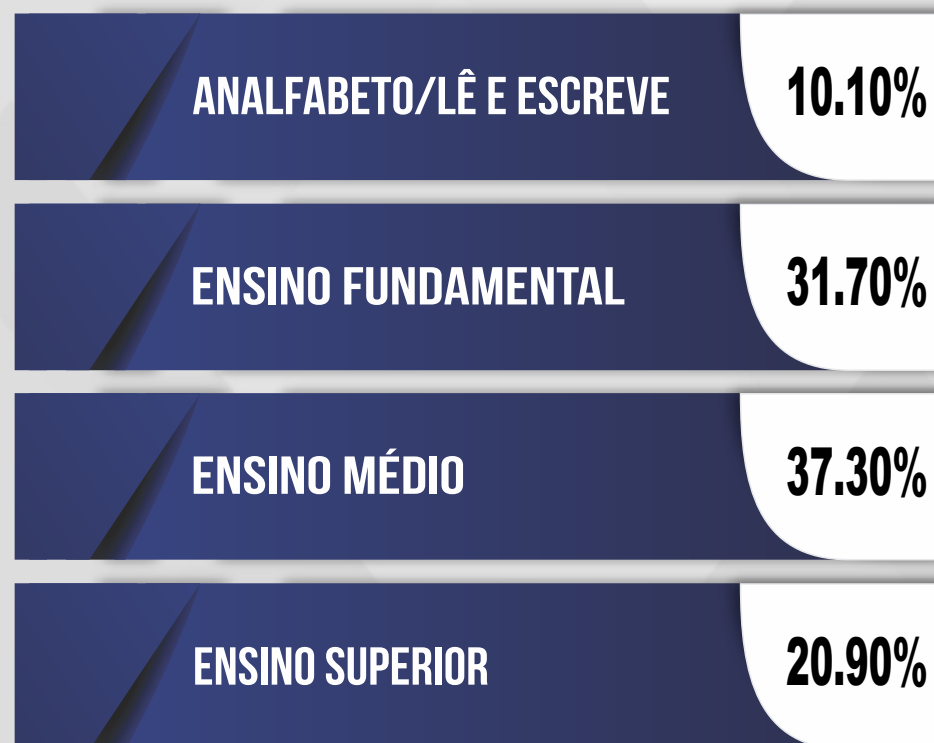 ANALFABETO/LÊ E ESCREVE 10.10%
ENSINO FUNDAMENTAL 31.70%
ENSINO MÉDIO 37.30%
ENSINO SUPERIOR 20.90%